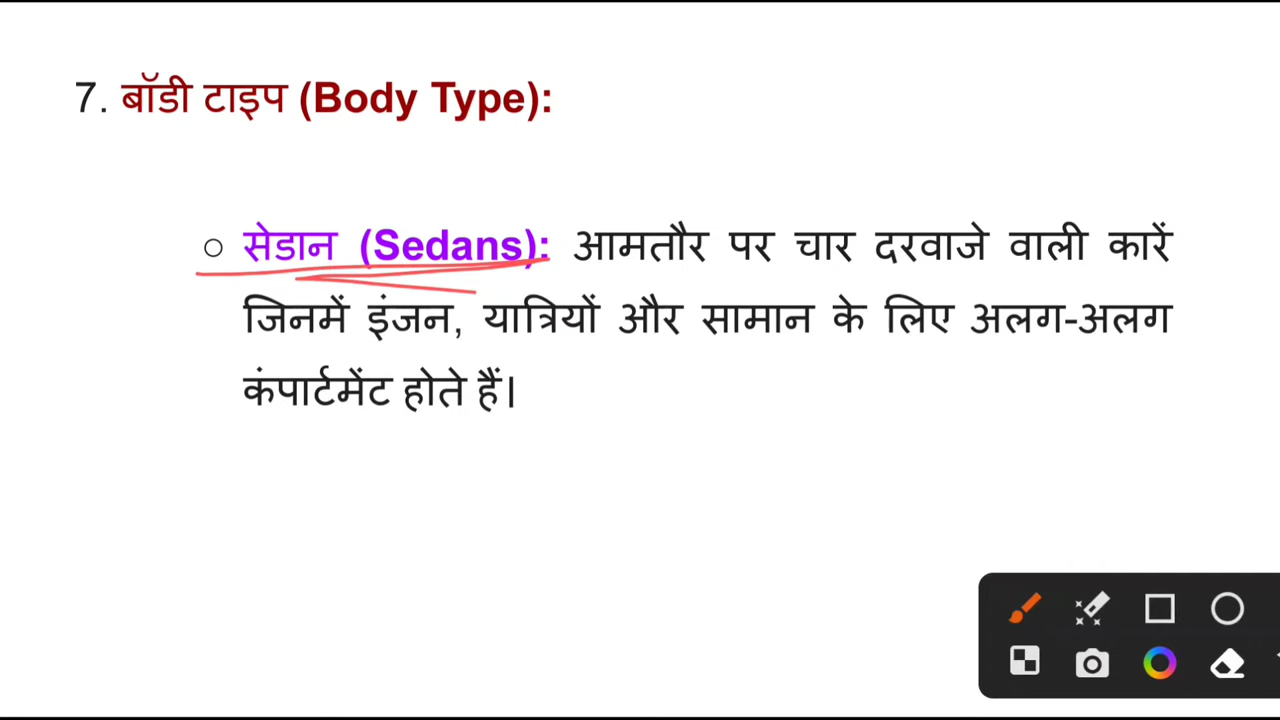 7. बॉडी टाइप (Body Type):
○ सेडान (Sedans): आमतौर पर चार दरवाजे वाली कारें
जिनमें इंजन, यात्रियों और सामान के लिए अलग-अलग
कंपार्टमेंट होते हैं।